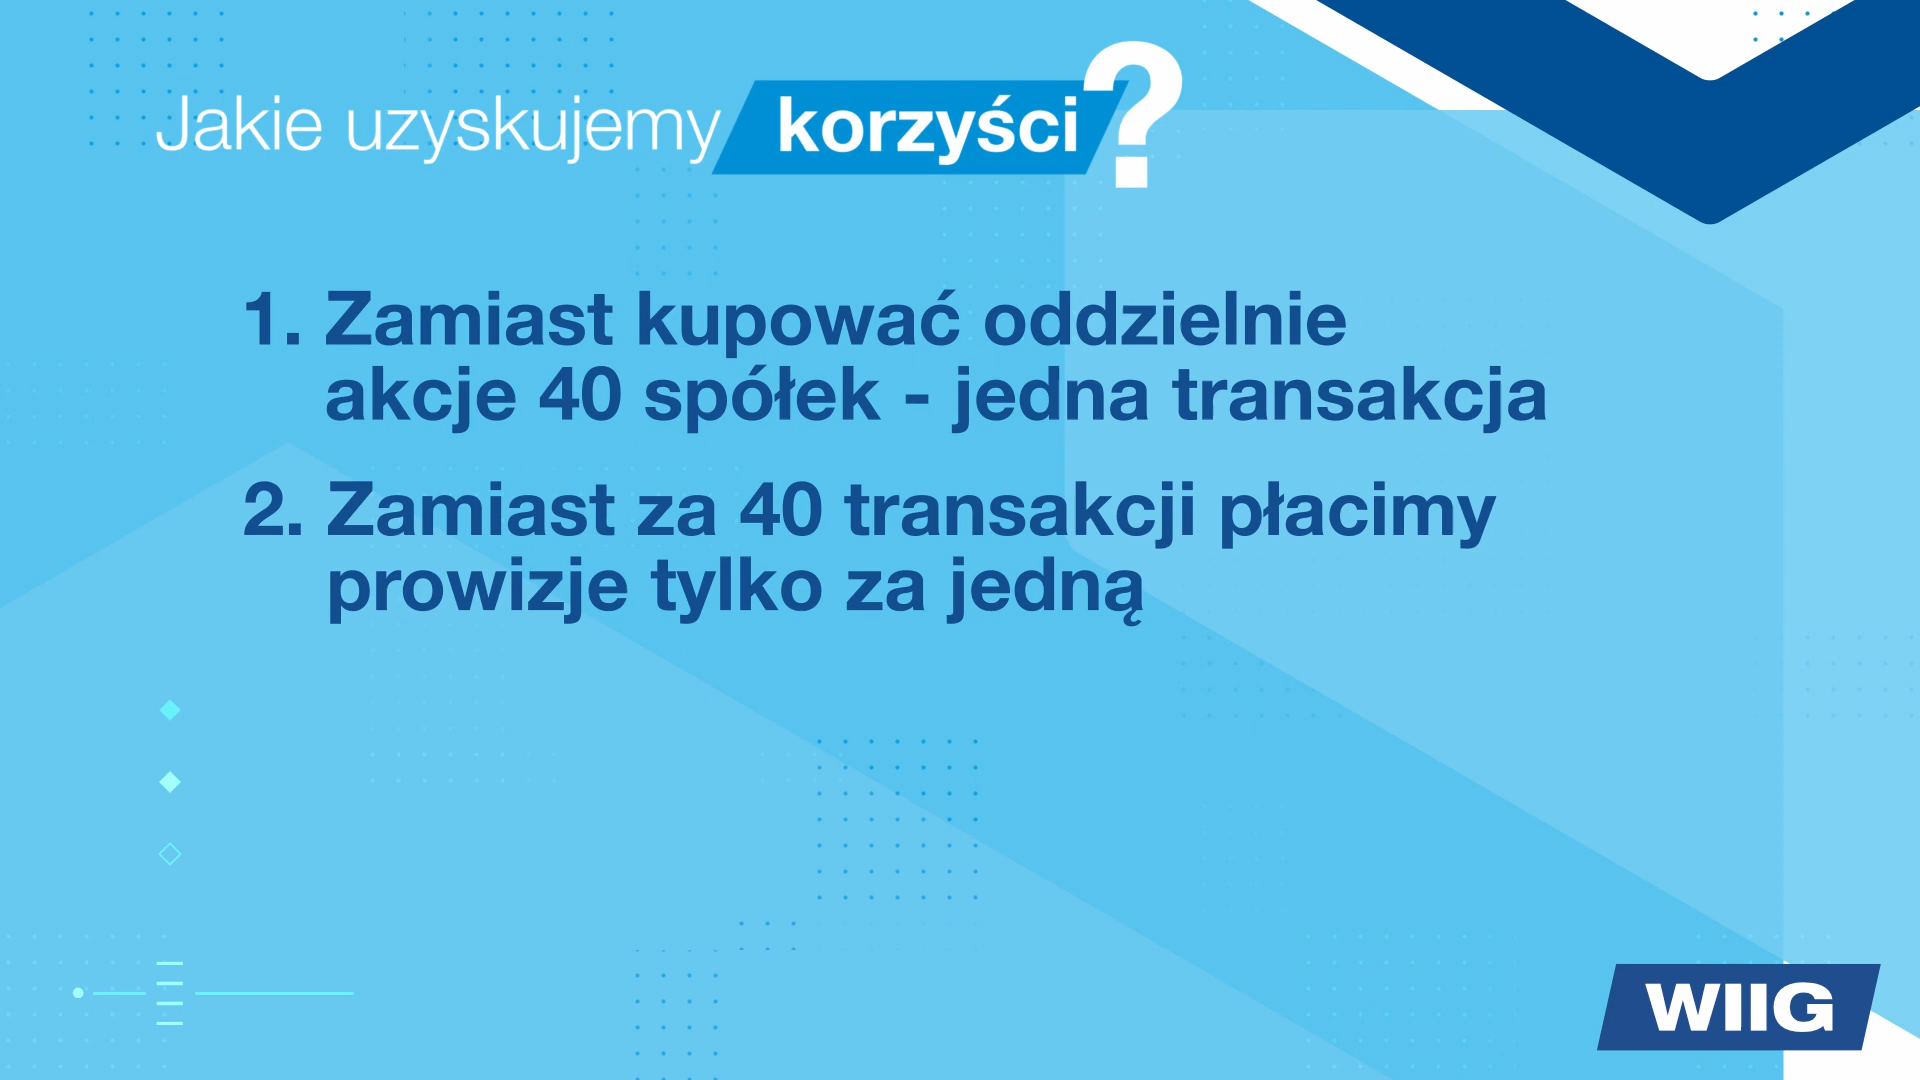 Jakie uzyskujemy korzyści?
1. Zamiast kupować oddzielnie
akcje 40 spółek - jedna transakcja
2. Zamiast za 40 transakcji płacimy
prowizje tylko za jedną
WIIG